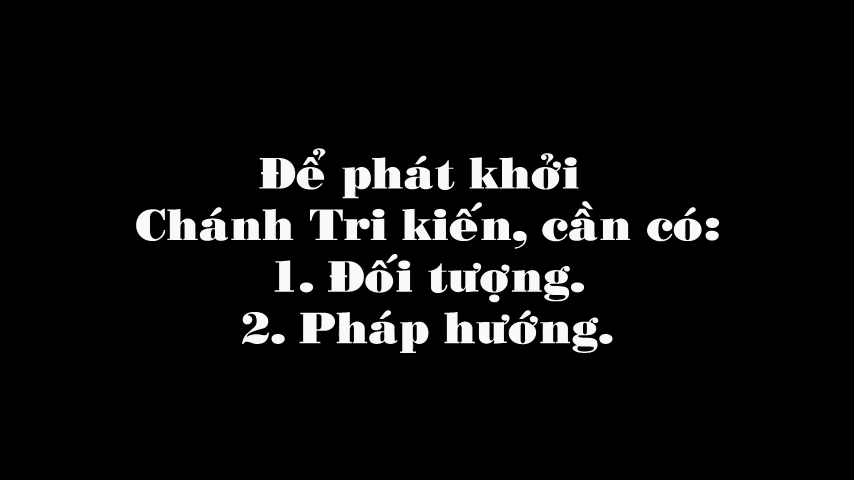 Để phát khởi
Chánh Tri kiến, cần có:
1. Đối tượng.
2. Pháp hướng.